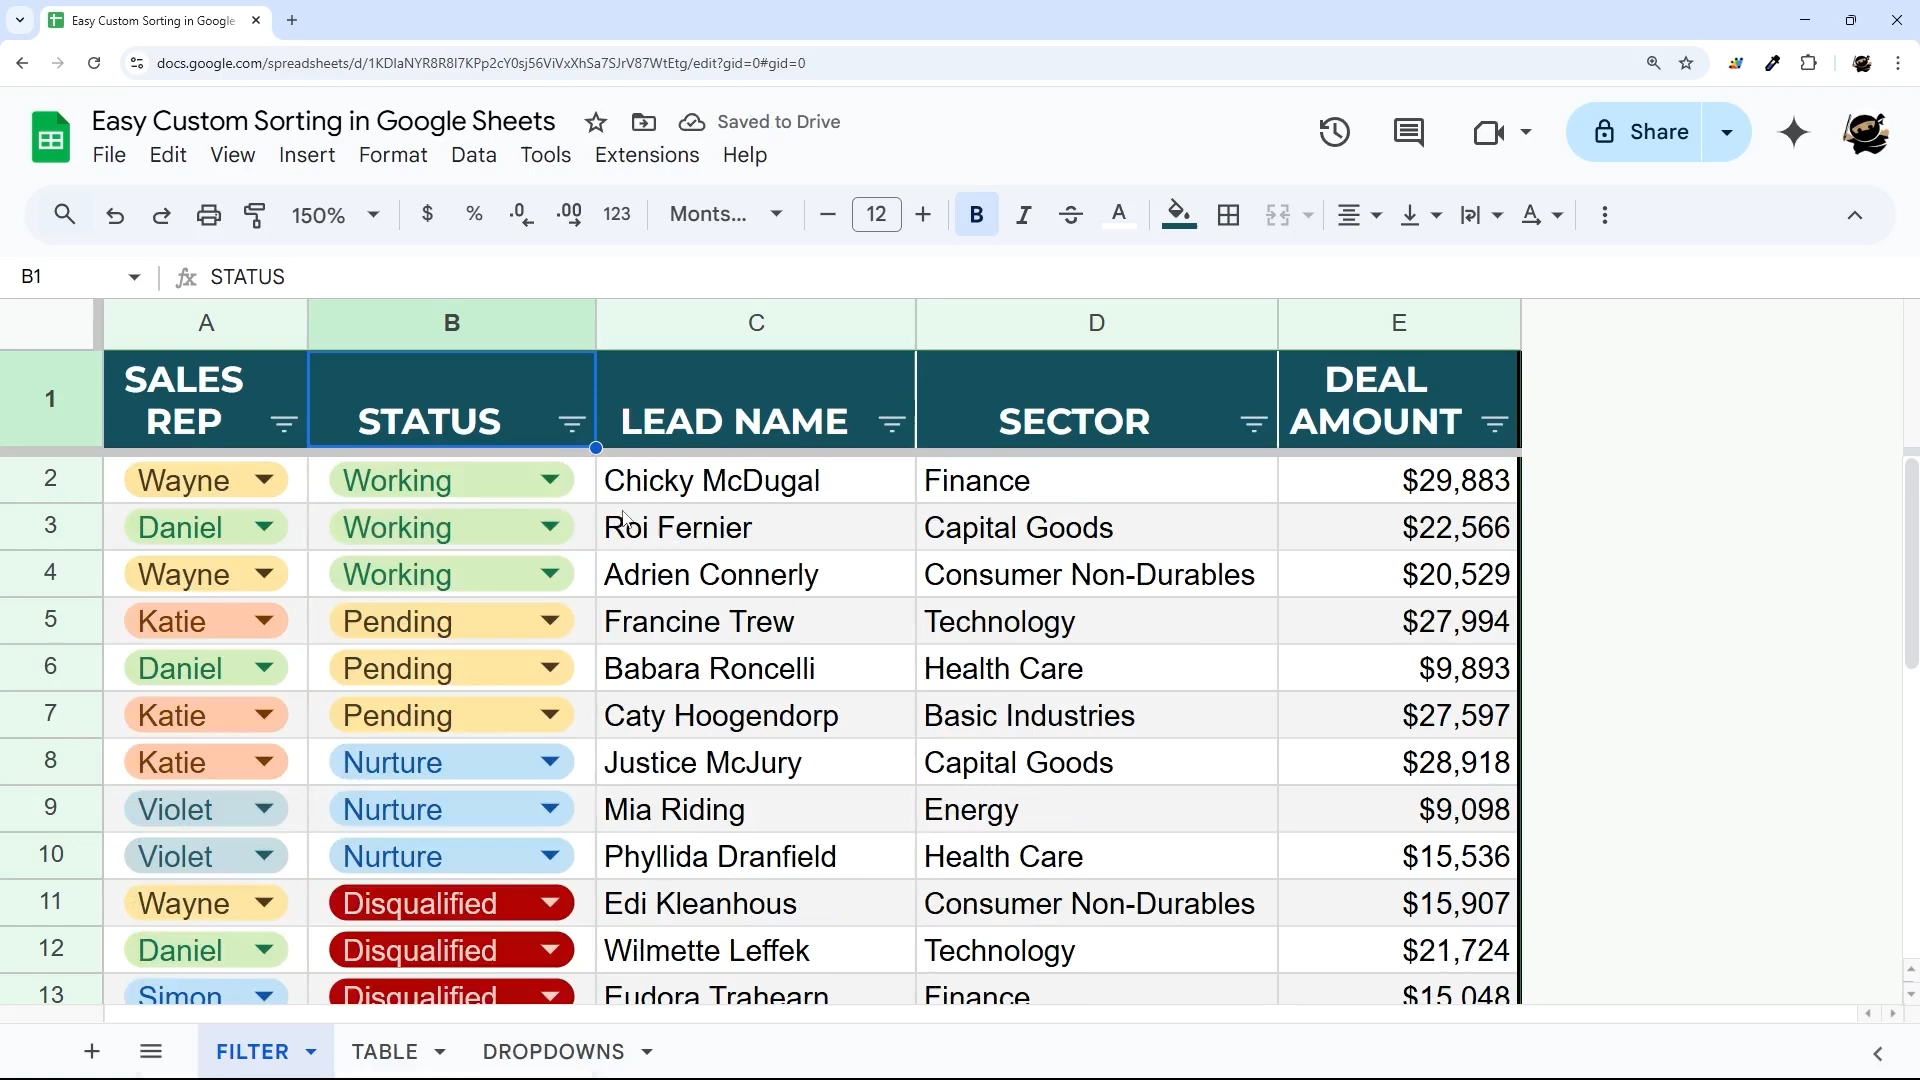 Easy Custom Sorting in Google
docs.google.com/spreadsheets/d/1KDIaNYR8R8I7KPp2cY0sj56ViVxXhSa7SJrV87WtEtg/edit?gid=0#gid=0
Easy Custom Sorting in Google Sheets Saved to Drive
File Edit View Insert Format Data Tools Extensions Help
Share
150% $ % .0 .00 123 Monts... 12 B I S A A
B1 fx STATUS
A B C D E
1 SALES REP STATUS LEAD NAME SECTOR DEAL AMOUNT
2 Wayne Working Chicky McDugal Finance $29,883
3 Daniel Working Roi Fernier Capital Goods $22,566
4 Wayne Working Adrien Connerly Consumer Non-Durables $20,529
5 Katie Pending Francine Trew Technology $27,994
6 Daniel Pending Babara Roncelli Health Care $9,893
7 Katie Pending Caty Hoogendorp Basic Industries $27,597
8 Katie Nurture Justice McJury Capital Goods $28,918
9 Violet Nurture Mia Riding Energy $9,098
10 Violet Nurture Phyllida Dranfield Health Care $15,536
11 Wayne Disqualified Edi Kleanhous Consumer Non-Durables $15,907
12 Daniel Disqualified Wilmette Leffek Technology $21,724
13 Simon Disqualified Eudora Trahearn Finance $15,048
FILTER TABLE DROPDOWNS